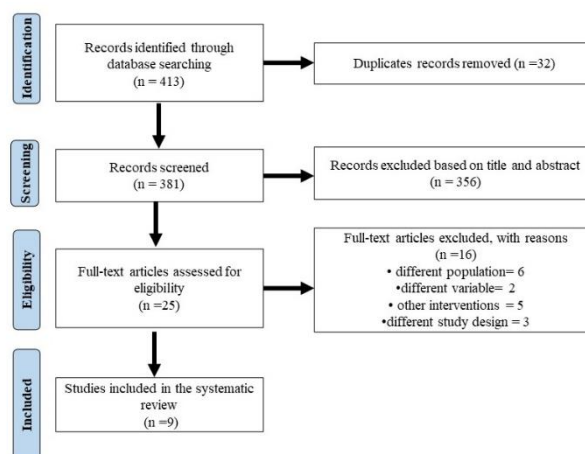 Identification
Records identified through
database searching
(n = 413)
Duplicates records removed (n =32)
Screening
Records screened
(n = 381)
Records excluded based on title and abstract
(n = 356)
Eligibility
Full-text articles assessed for
eligibility
(n =25)
Full-text articles excluded, with reasons
(n =16)
• different population= 6
•different variable= 2
• other interventions = 5
•different study design = 3
Included
Studies included in the systematic
review
(n =9)